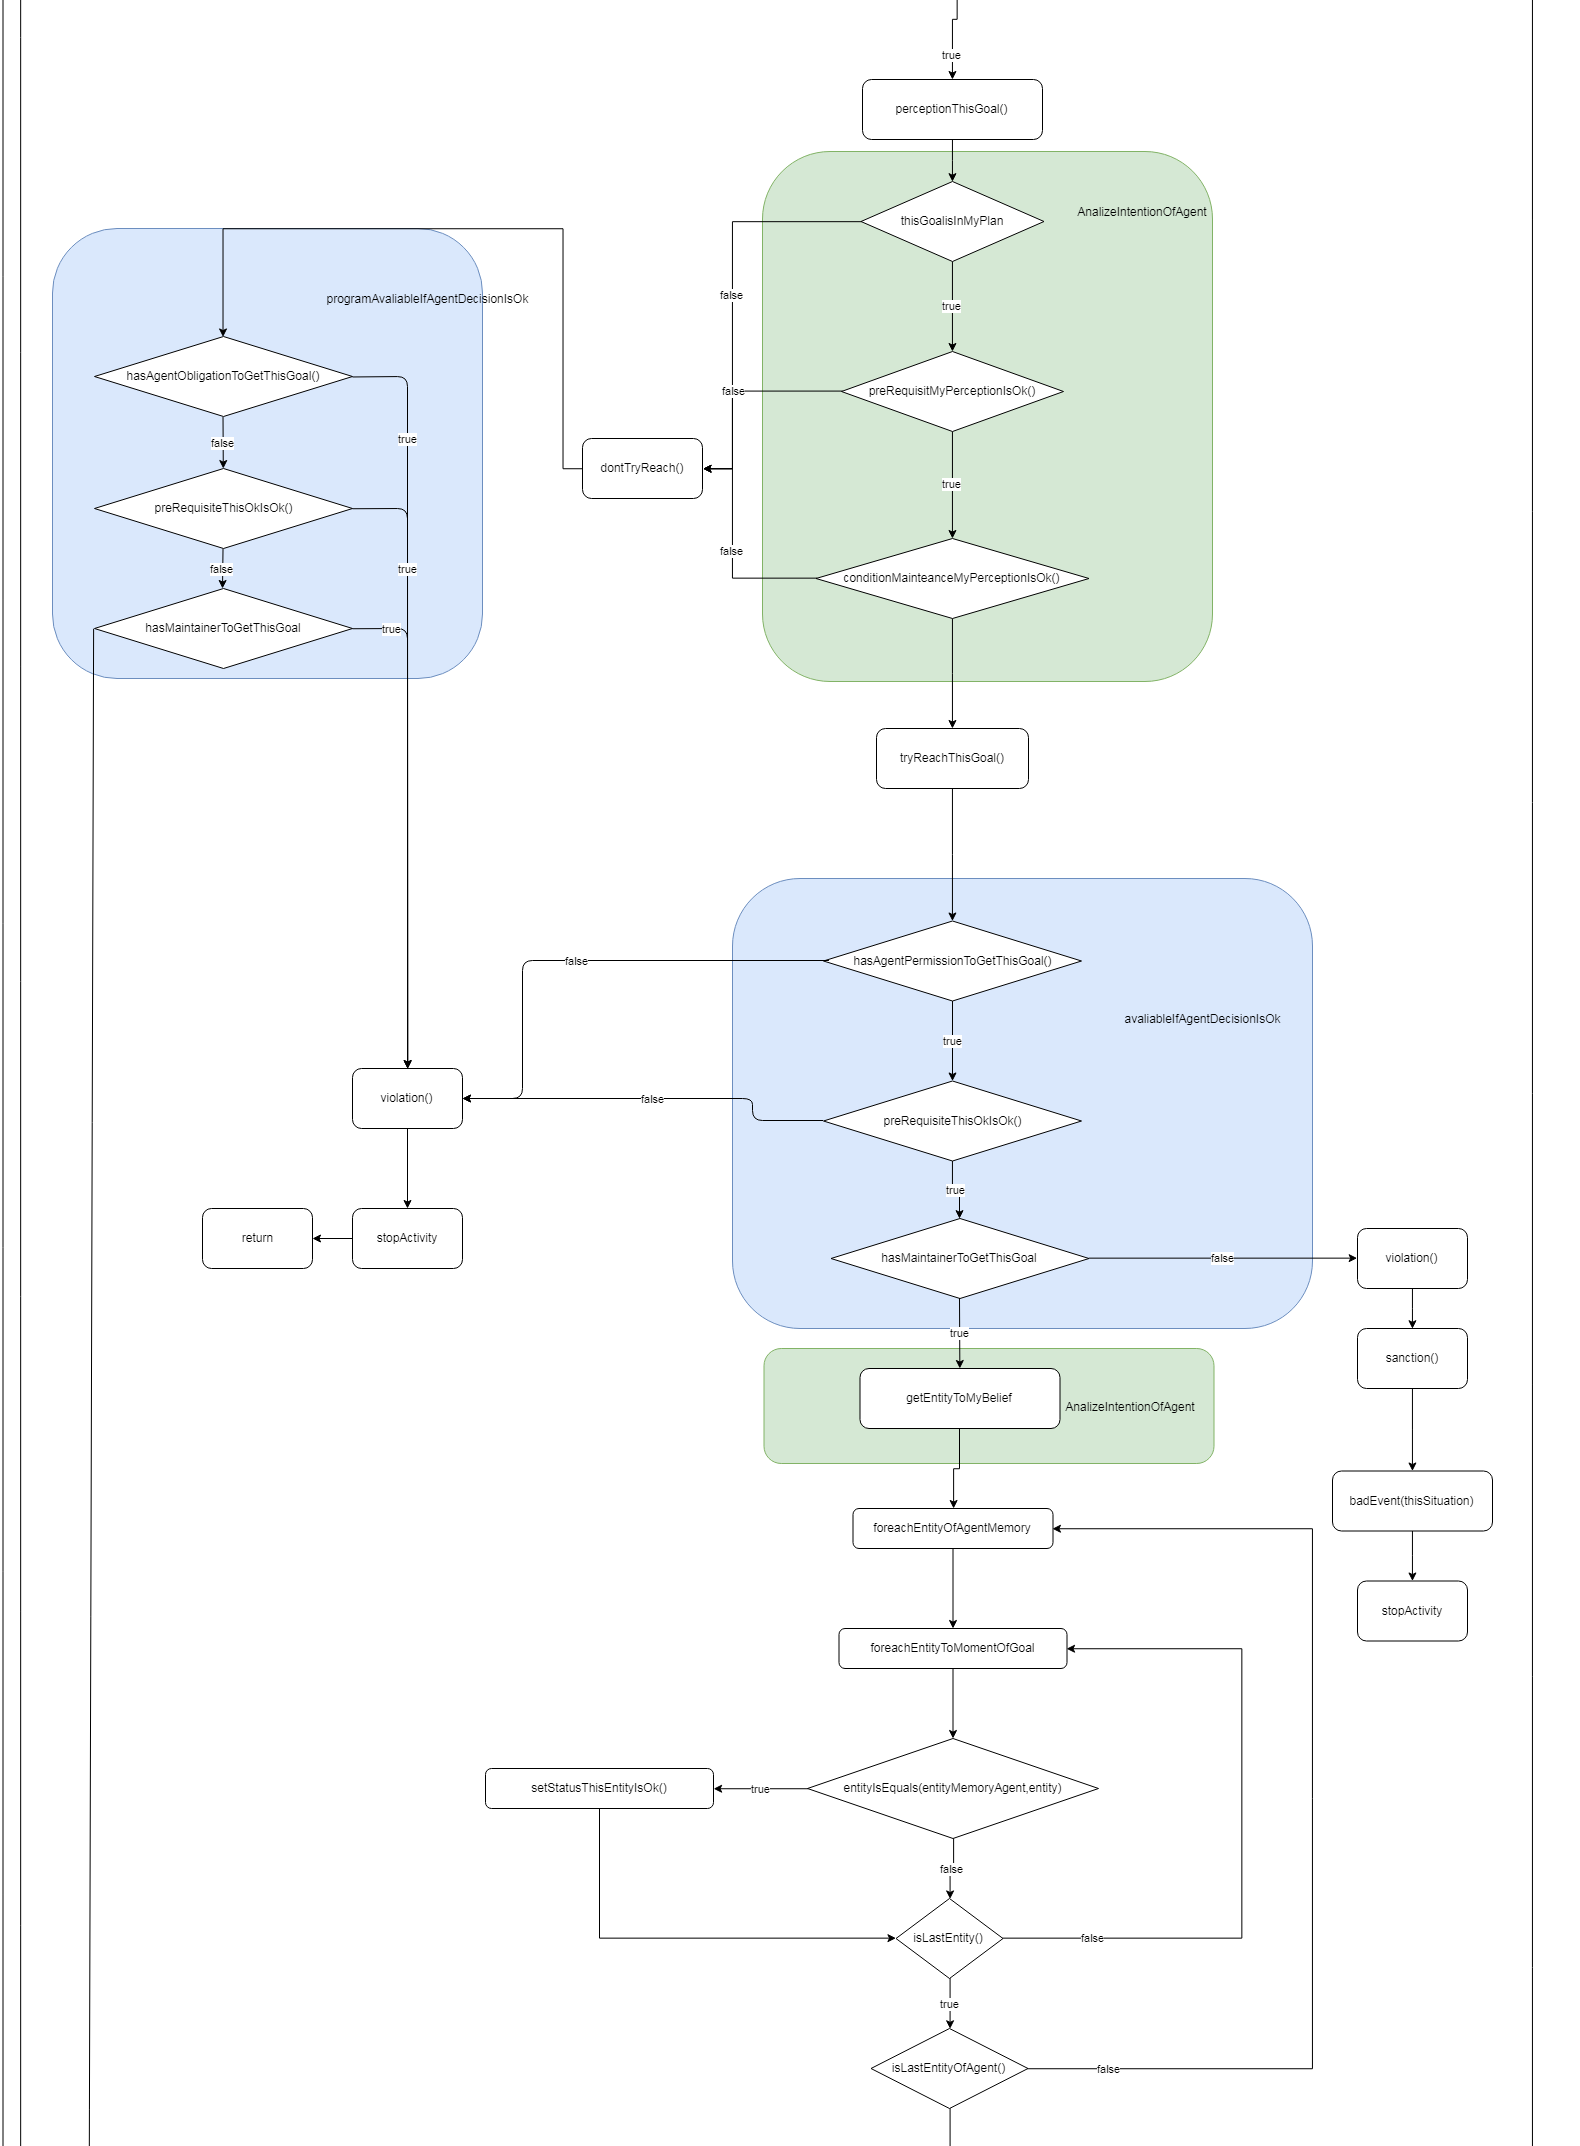 true
perceptionThisGoal()
thisGoalisInMyPlan
AnalizeIntentionOfAgent
false
true
programAvaliableIfAgentDecisionIsOk
hasAgentObligationToGetThisGoal()
false
preRequisitMyPerceptionIsOk()
false
true
dontTryReach()
true
preRequisiteThisOkIsOk()
false
true
false
conditionMainteanceMyPerceptionIsOk()
hasMaintainerToGetThisGoal
true
tryReachThisGoal()
false
hasAgentPermissionToGetThisGoal()
avaliableIfAgentDecisionIsOk
true
violation()
false
preRequisiteThisOkIsOk()
true
return
stopActivity
hasMaintainerToGetThisGoal
false
violation()
true
sanction()
getEntityToMyBelief
AnalizeIntentionOfAgent
badEvent(thisSituation)
foreachEntityOfAgentMemory
stopActivity
foreachEntityToMomentOfGoal
setStatusThisEntityIsOk()
true
entityIsEquals(entityMemoryAgent,entity)
false
isLastEntity()
false
true
isLastEntityOfAgent()
false